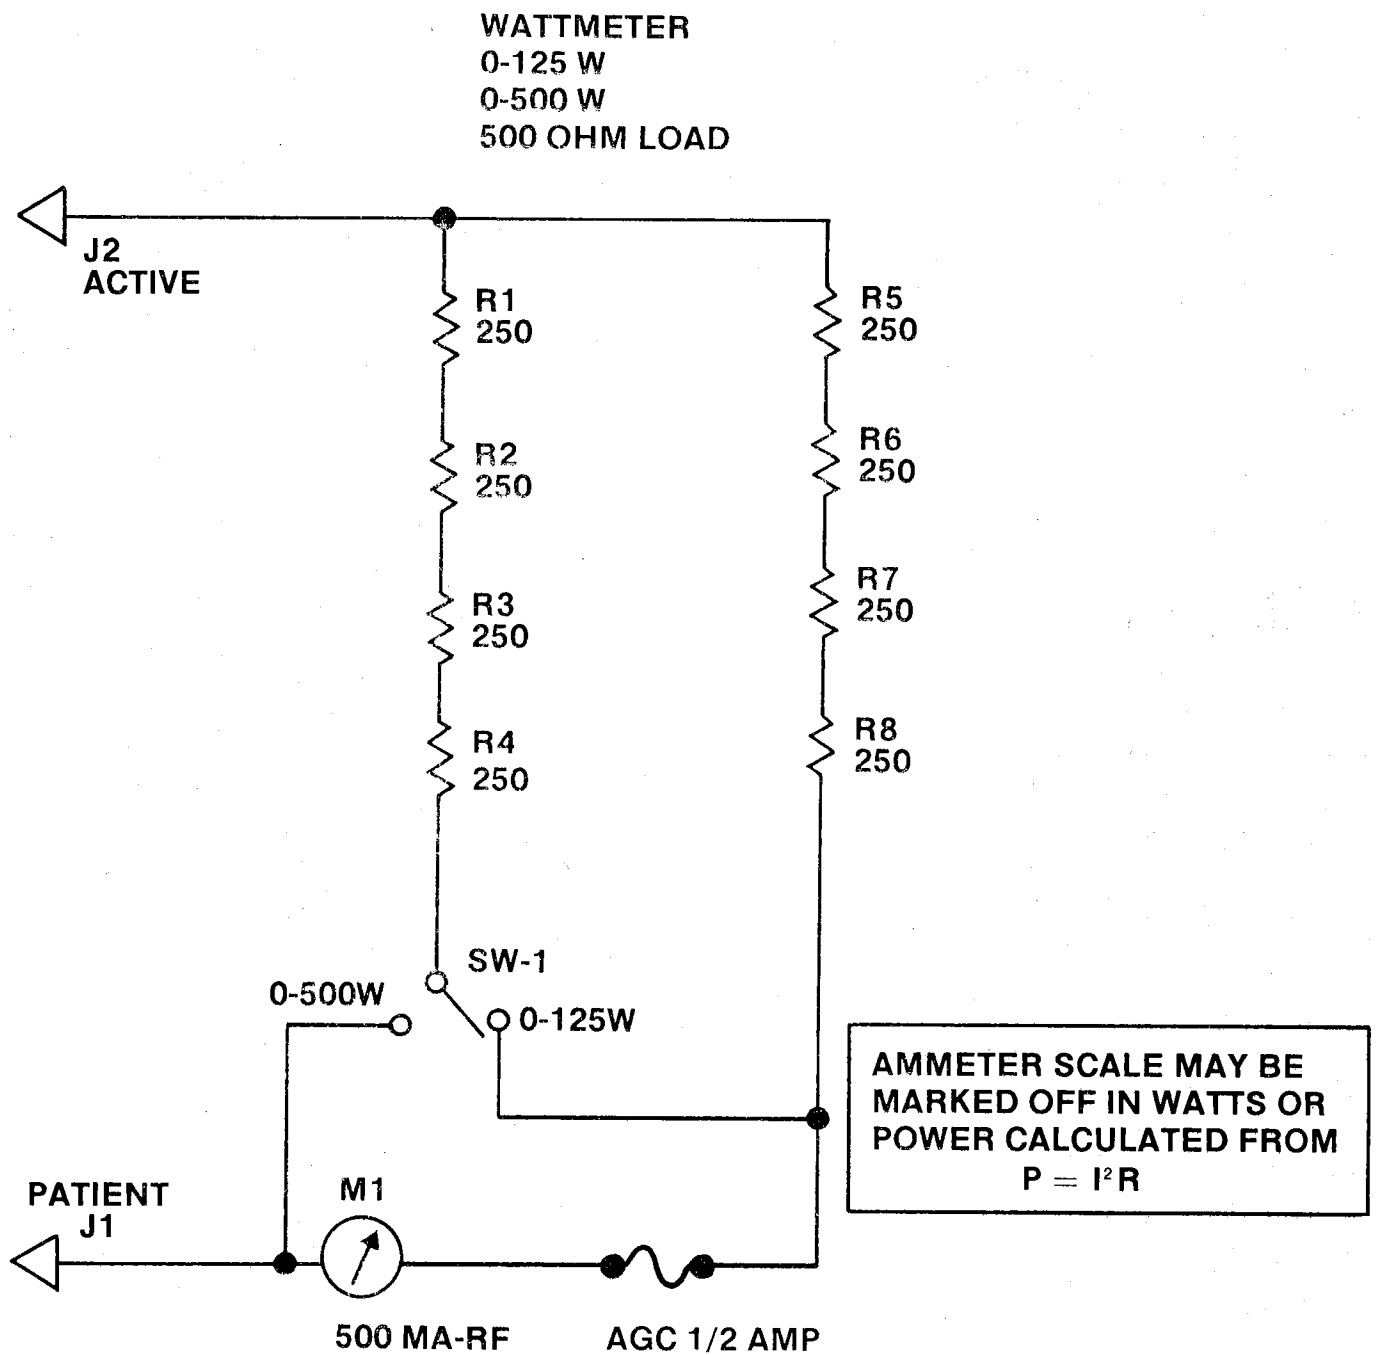 WATTMETER
0-125 W
0-500 W
500 OHM LOAD
J2
ACTIVE
R1
250
R5
250
R2
250
R6
250
R3
250
R7
250
R4
250
R8
250
SW-1
0-500W
0-125W
AMMETER SCALE MAY BE
MARKED OFF IN WATTS OR
POWER CALCULATED FROM
P = I²R
PATIENT
J1
M1
500 MA-RF
AGC 1/2 AMP